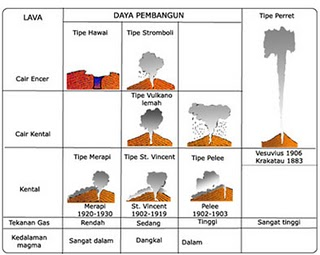 LAVA
DAYA PEMBANGUN
Tipe Perret
Tipe Hawai
Tipe Stromboli
Cair Encer
Tipe Vulkano
lemah
Cair Kental
Vesuvius 1906
Krakatau 1883
Tipe Merapi
Tipe St. Vincent
Tipe Pelee
Kental
Merapi
1920-1930
St. Vincent
1902-1919
Pelee
1902-1903
Tekanan Gas
Rendah
Sedang
Tinggi
Sangat tinggi
Kedalaman
magma
Sangat dalam
Dangkal
Dalam